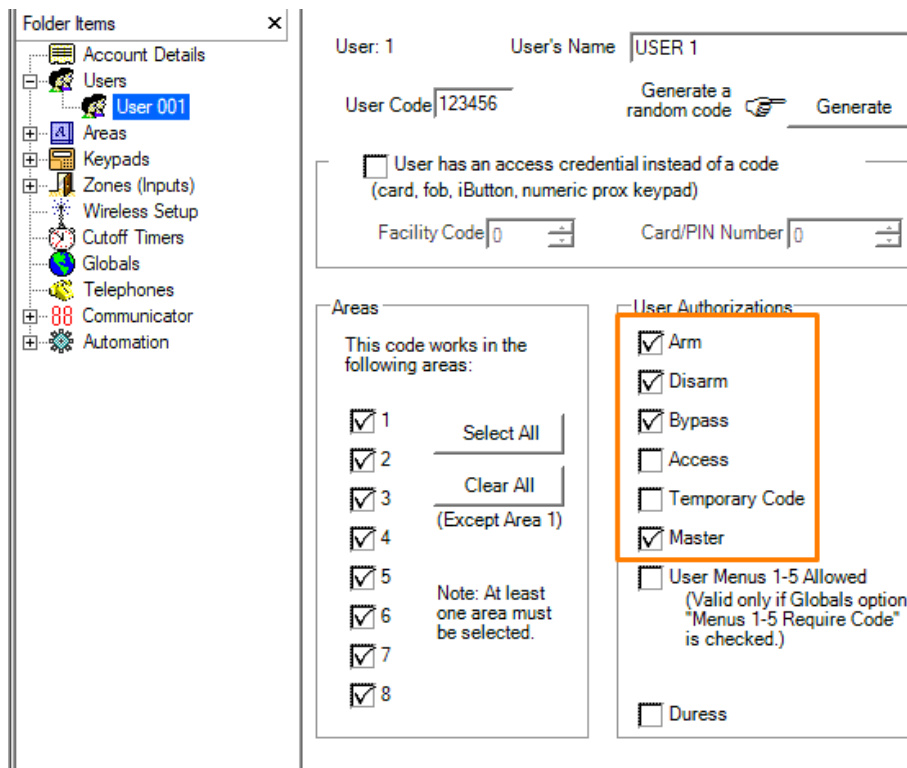 Folder Items
Account Details
Users
User 001
Areas
Keypads
Zones (Inputs)
Wireless Setup
Cutoff Timers
Globals
Telephones
88 Communicator
Automation
User: 1 User's Name USER 1
User Code 123456 Generate a random code Generate
User has an access credential instead of a code
(card, fob, iButton, numeric prox keypad)
Facility Code 0 Card/PIN Number 0
Areas
This code works in the
following areas:
1
2
3
4
5
6
7
8
Select All
Clear All
(Except Area 1)
Note: At least
one area must
be selected.
User Authorizations
Arm
Disarm
Bypass
Access
Temporary Code
Master
User Menus 1-5 Allowed
(Valid only if Globals option
"Menus 1-5 Require Code"
is checked.)
Duress